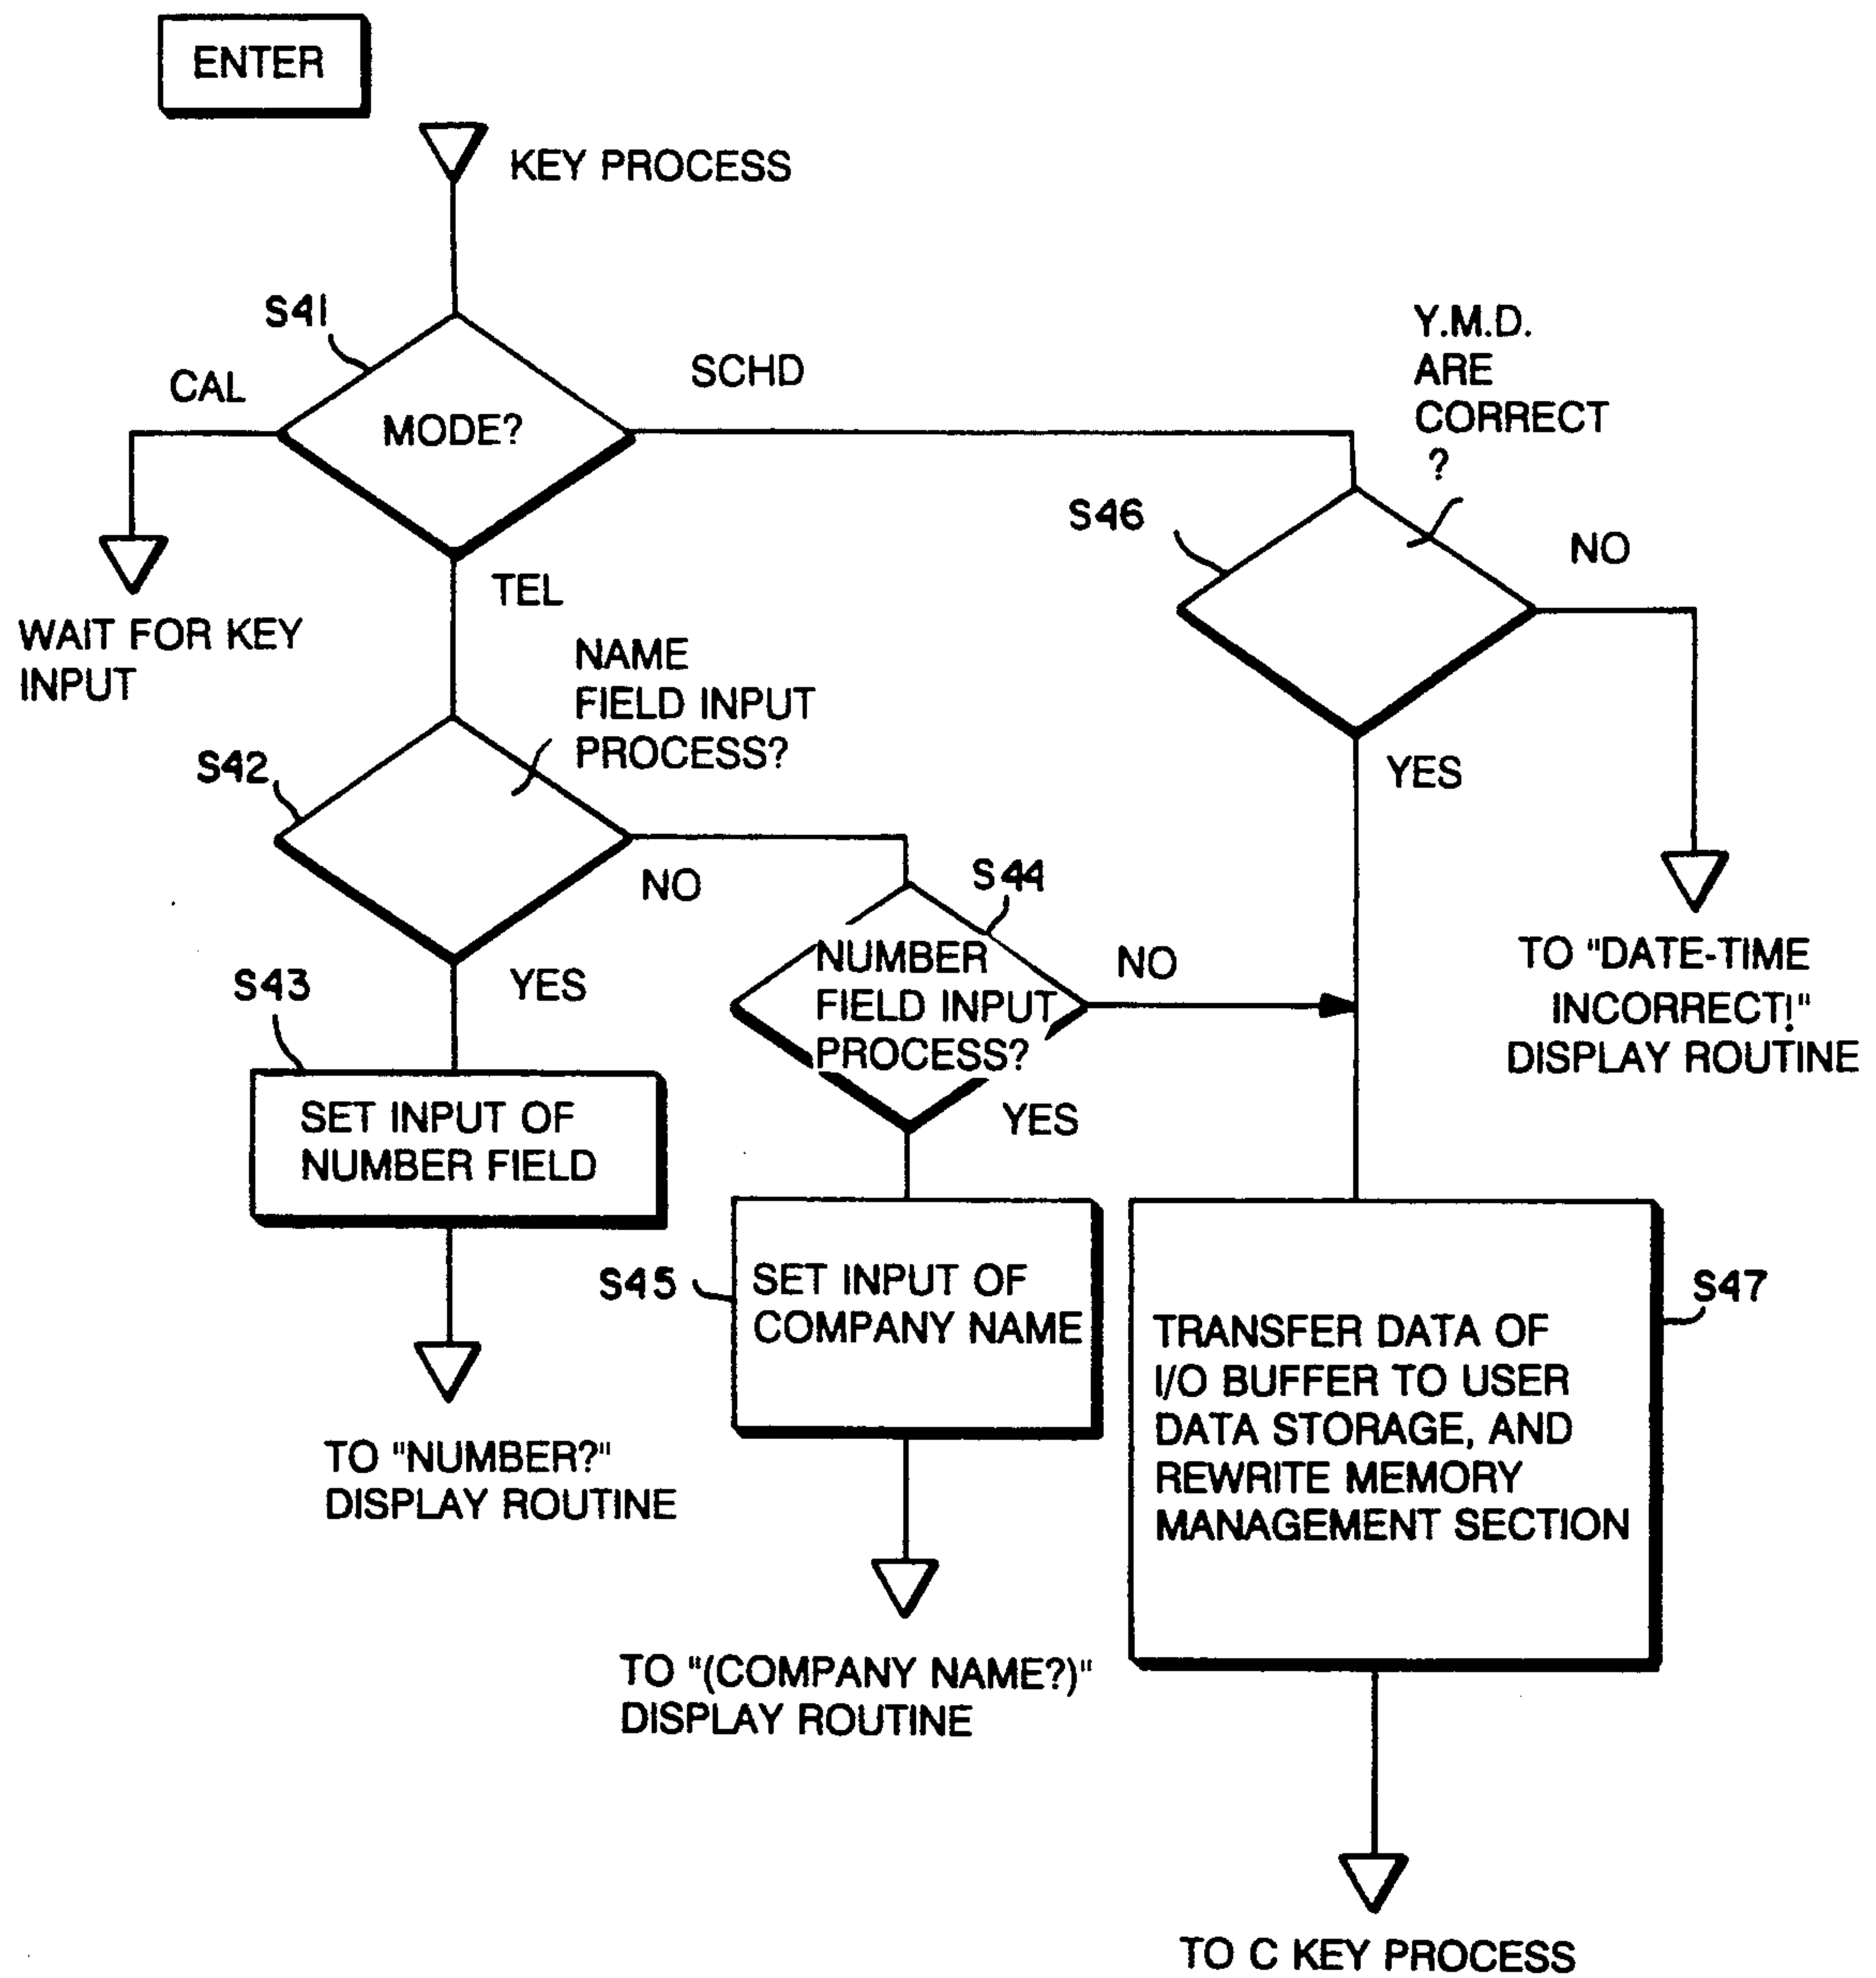 ENTER
KEY PROCESS
S41
CAL
MODE?
SCHD
Y.M.D.
ARE
CORRECT
?
S46
NO
TEL
WAIT FOR KEY
INPUT
NAME
FIELD INPUT
PROCESS?
S42
YES
NO
S44
NUMBER
FIELD INPUT
PROCESS?
NO
TO "DATE-TIME
INCORRECT!"
DISPLAY ROUTINE
S43
YES
YES
SET INPUT OF
NUMBER FIELD
S45
SET INPUT OF
COMPANY NAME
S47
TRANSFER DATA OF
I/O BUFFER TO USER
DATA STORAGE, AND
REWRITE MEMORY
MANAGEMENT SECTION
TO "NUMBER?"
DISPLAY ROUTINE
TO "(COMPANY NAME?)"
DISPLAY ROUTINE
TO C KEY PROCESS